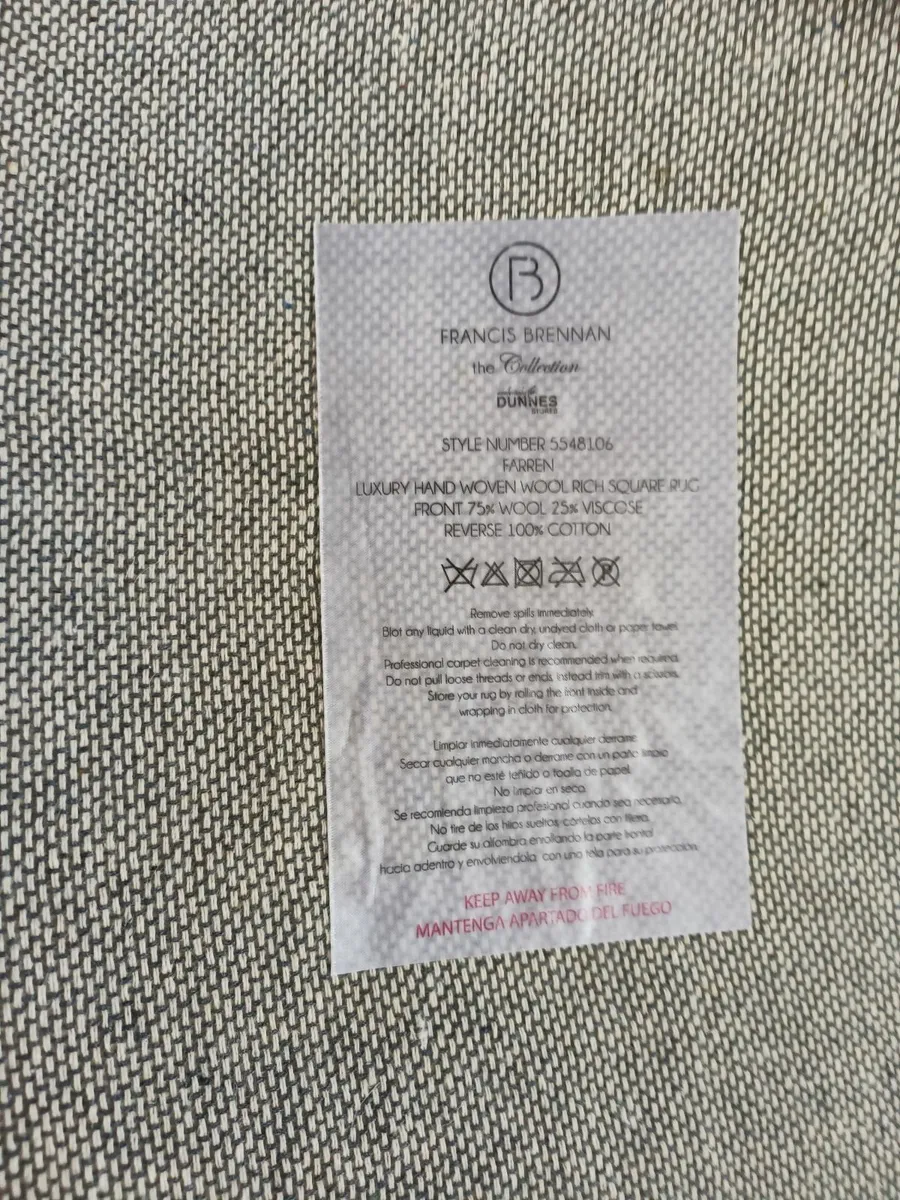 FB
FRANCIS BRENNAN
the Collection
DUNNES
STORES
STYLE NUMBER 5548106
FARREN
LUXURY HAND WOVEN WOOL RICH SQUARE RUG
FRONT 75% WOOL 25% VISCOSE
REVERSE 100% COTTON
Remove spills immediately.
Blot any liquid with a clean dry, undyed cloth or paper towel.
Do not dry clean.
Professional carpet cleaning is recommended when required.
Do not pull loose threads or ends, instead trim with a scissors.
Store your rug by rolling the front inside and
wrapping in cloth for protection.
Limpiar inmediatamente cualquier derrame.
Secar cualquier mancha o derrame con un paño limpio
que no esté teñido o toalla de papel.
No limpiar en seco.
Se recomienda limpieza profesional cuando sea necesario.
No tire de los hilos sueltos, córtelos con tijera.
Guarde su alfombra enrollando la parte frontal
hacia adentro y envolviendola con una tela para su protección.
KEEP AWAY FROM FIRE
MANTENGA APARTADO DEL FUEGO